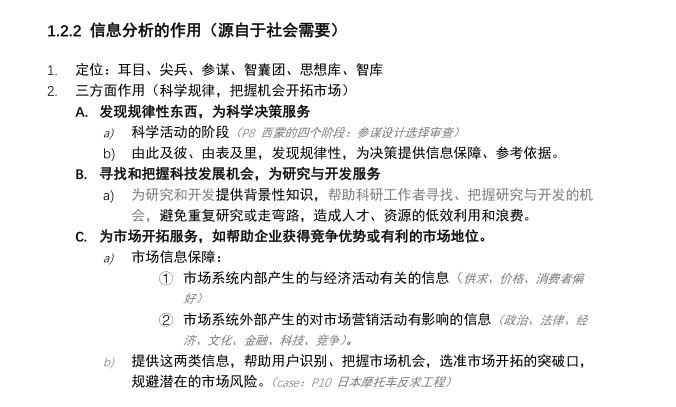 1.2.2 信息分析的作用（源自于社会需要）
1. 定位：耳目、尖兵、参谋、智囊团、思想库、智库
2. 三方面作用（科学规律，把握机会开拓市场）
A. 发现规律性东西，为科学决策服务
a) 科学活动的阶段（P8 西蒙的四个阶段：参谋设计选择审查）
b) 由此及彼、由表及里，发现规律性，为决策提供信息保障、参考依据。
B. 寻找和把握科技发展机会，为研究与开发服务
a) 为研究和开发提供背景性知识，帮助科研工作者寻找、把握研究与开发的机
会，避免重复研究或走弯路，造成人才、资源的低效利用和浪费。
C. 为市场开拓服务，如帮助企业获得竞争优势或有利的市场地位。
a) 市场信息保障：
① 市场系统内部产生的与经济活动有关的信息（供求、价格、消费者偏
好）
② 市场系统外部产生的对市场营销活动有影响的信息（政治、法律、经
济、文化、金融、科技、竞争）。
b) 提供这两类信息，帮助用户识别、把握市场机会，选准市场开拓的突破口，
规避潜在的市场风险。（case：P10 日本摩托车反求工程）